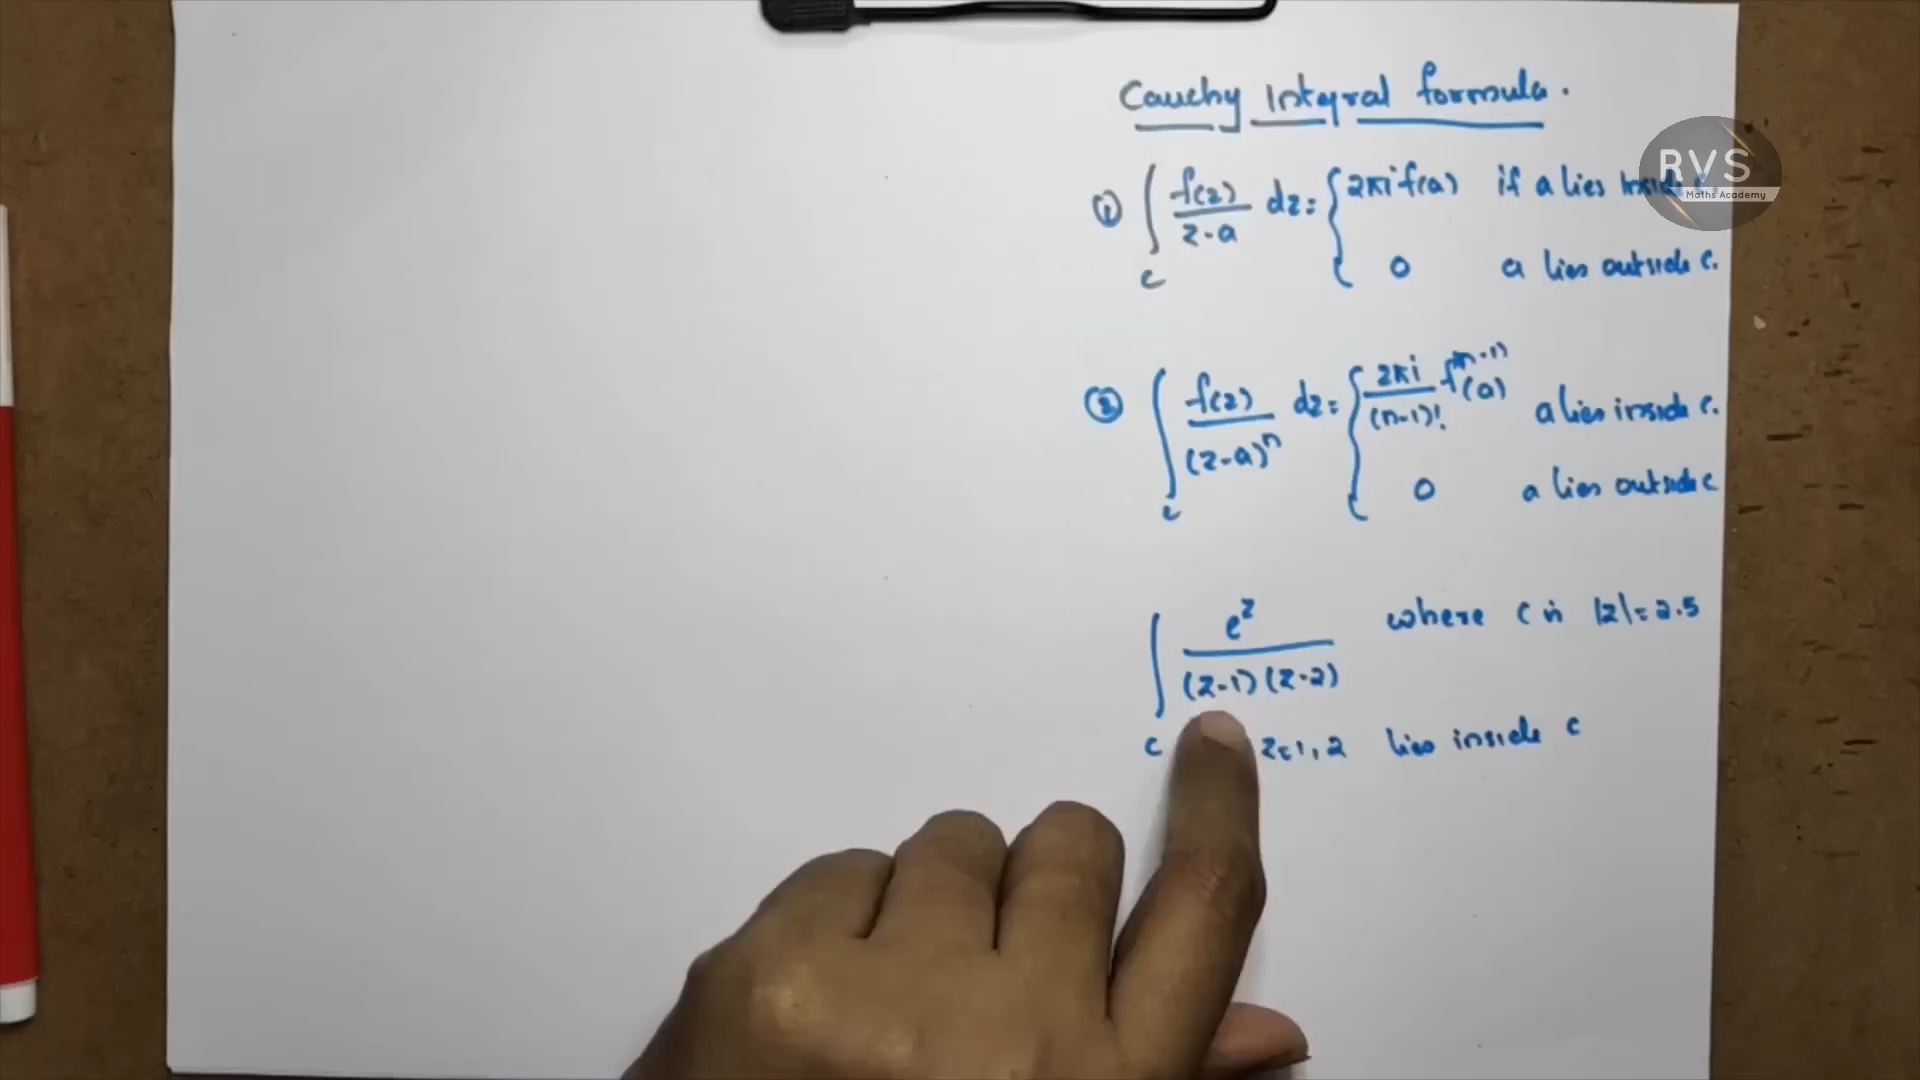 Cauchy Integral formula.
RVS
Maths Academy
① ∫_C f(z)/(z-a) dz = { 2πi f(a) if a lies inside C.
0 a lies outside C.
② ∫_C f(z)/(z-a)^n dz = { 2πi/(n-1)! f^(n-1)(a) a lies inside C.
0 a lies outside C
∫_C e^z/((z-1)(z-2)) where C is |z|=2.5
z=1,2 lies inside C